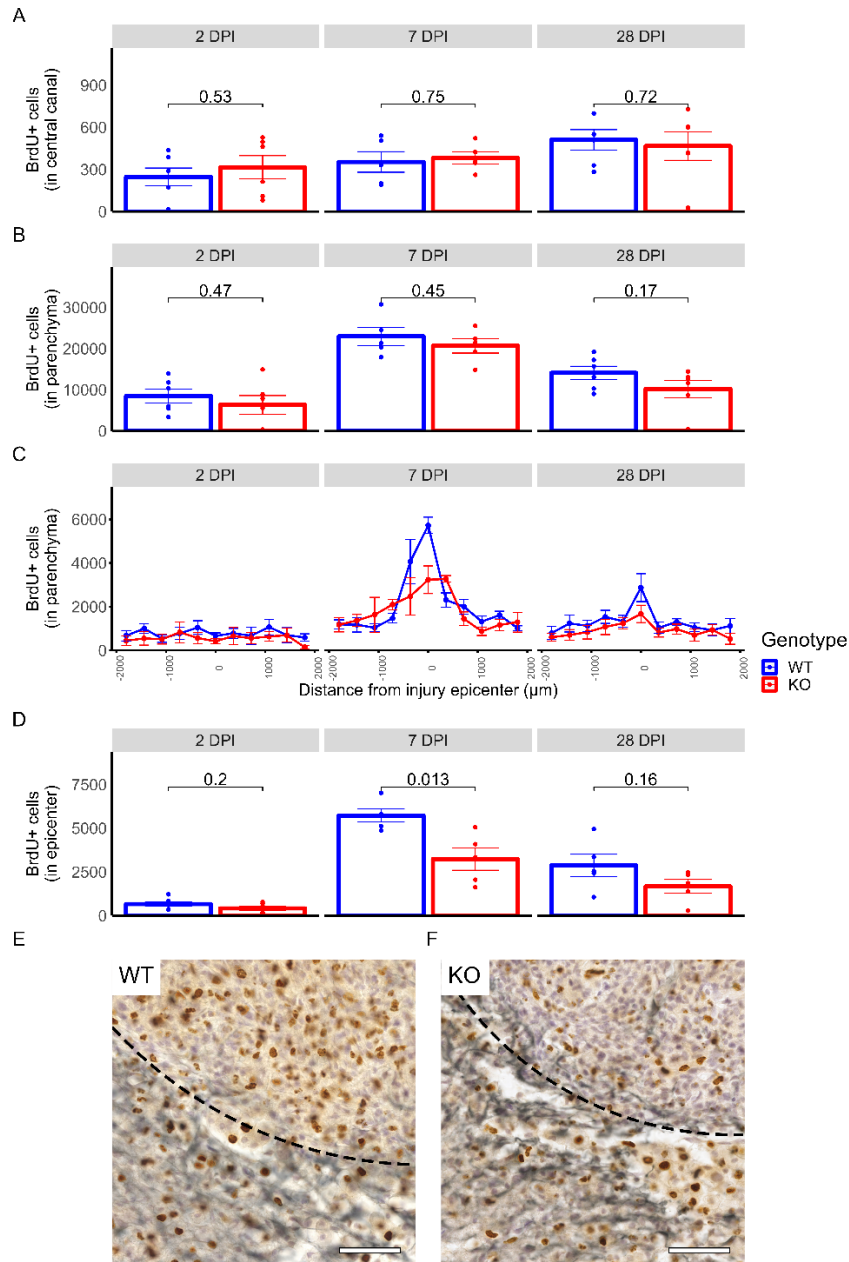 A
2 DPI 7 DPI 28 DPI
BrdU+ cells
(in central canal)
900
600
300
0
0.53 0.75 0.72
B
2 DPI 7 DPI 28 DPI
BrdU+ cells
(in parenchyma)
30000
20000
10000
0
0.47 0.45 0.17
C
2 DPI 7 DPI 28 DPI
BrdU+ cells
(in parenchyma)
6000
4000
2000
0
-2000 -1000 0 1000 2000 -2000 -1000 0 1000 2000 -2000 -1000 0 1000 2000
Distance from injury epicenter (µm)
Genotype
WT
KO
D
2 DPI 7 DPI 28 DPI
BrdU+ cells
(in epicenter)
7500
5000
2500
0
0.2 0.013 0.16
E F
WT KO